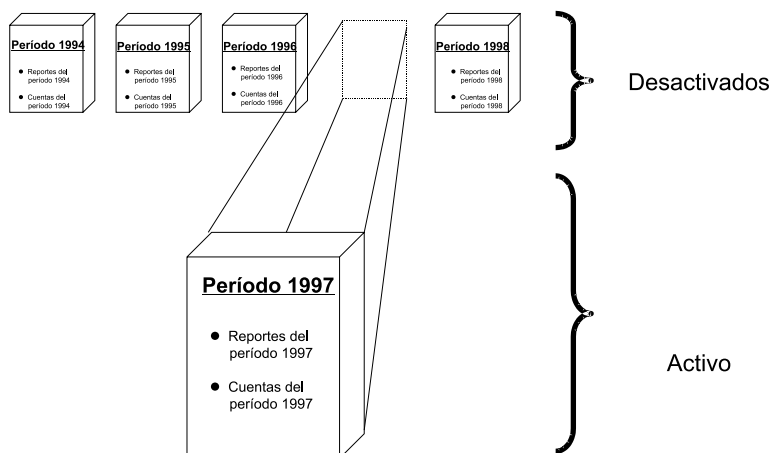 Período 1994
● Reportes del
período 1994
● Cuentas del
período 1994
Período 1995
● Reportes del
período 1995
● Cuentas del
período 1995
Período 1996
● Reportes del
período 1996
● Cuentas del
período 1996
Período 1998
● Reportes del
período 1998
● Cuentas del
período 1998
Desactivados
Período 1997
● Reportes del
período 1997
● Cuentas del
período 1997
Activo